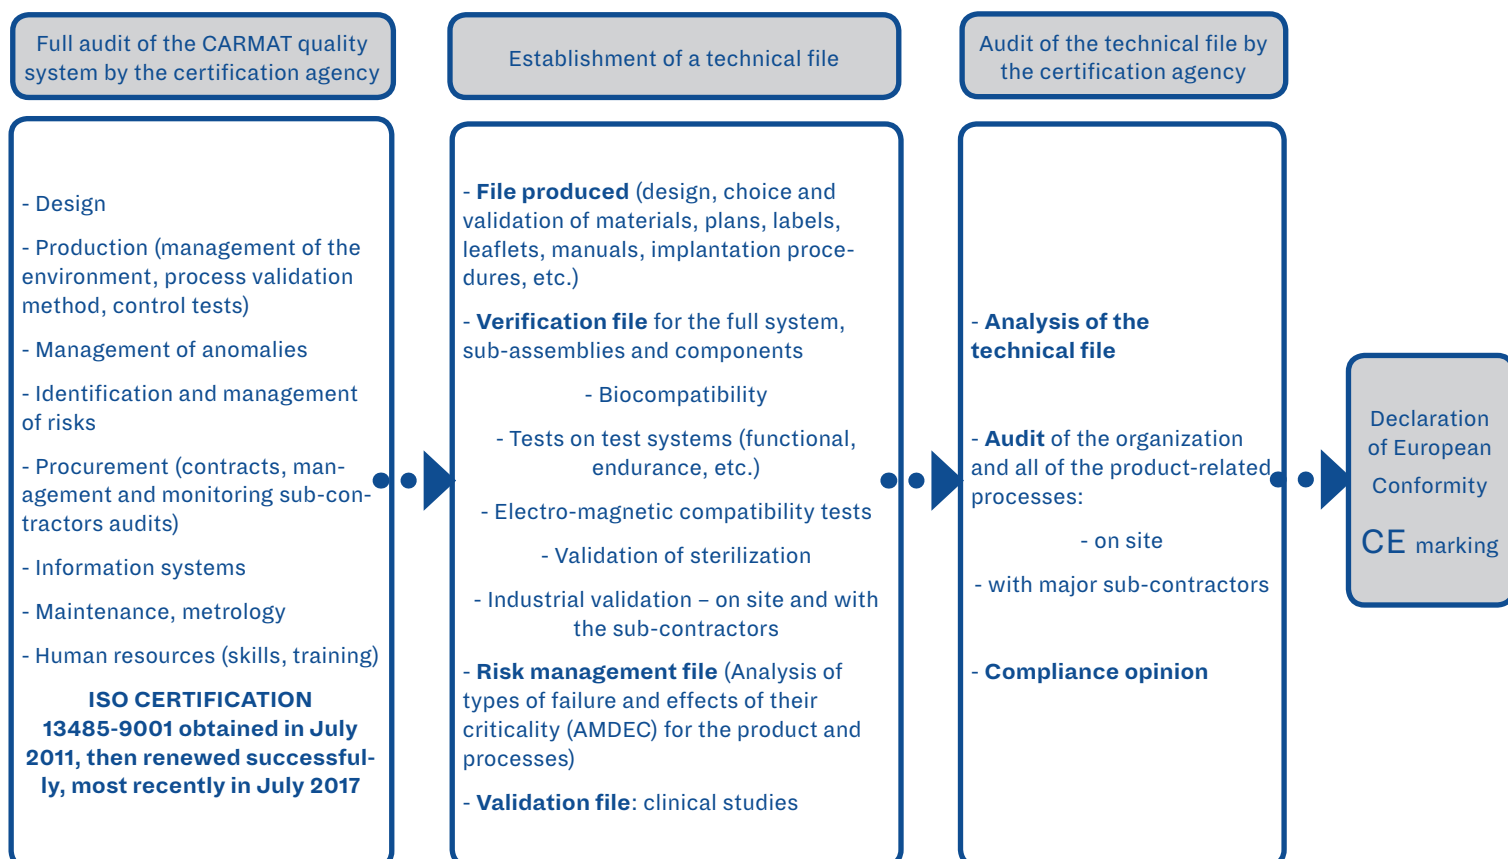 Full audit of the CARMAT quality
system by the certification agency
- Design
- Production (management of the
environment, process validation
method, control tests)
- Management of anomalies
- Identification and management
of risks
- Procurement (contracts, man-
agement and monitoring sub-con-
tractors audits)
- Information systems
- Maintenance, metrology
- Human resources (skills, training)
ISO CERTIFICATION
13485-9001 obtained in July
2011, then renewed successful-
ly, most recently in July 2017
Establishment of a technical file
- File produced (design, choice and
validation of materials, plans, labels,
leaflets, manuals, implantation proce-
dures, etc.)
- Verification file for the full system,
sub-assemblies and components
- Biocompatibility
- Tests on test systems (functional,
endurance, etc.)
- Electro-magnetic compatibility tests
- Validation of sterilization
- Industrial validation – on site and with
the sub-contractors
- Risk management file (Analysis of
types of failure and effects of their
criticality (AMDEC) for the product and
processes)
- Validation file: clinical studies
Audit of the technical file by
the certification agency
- Analysis of the
technical file
- Audit of the organization
and all of the product-related
processes:
- on site
- with major sub-contractors
- Compliance opinion
Declaration
of European
Conformity
CE marking